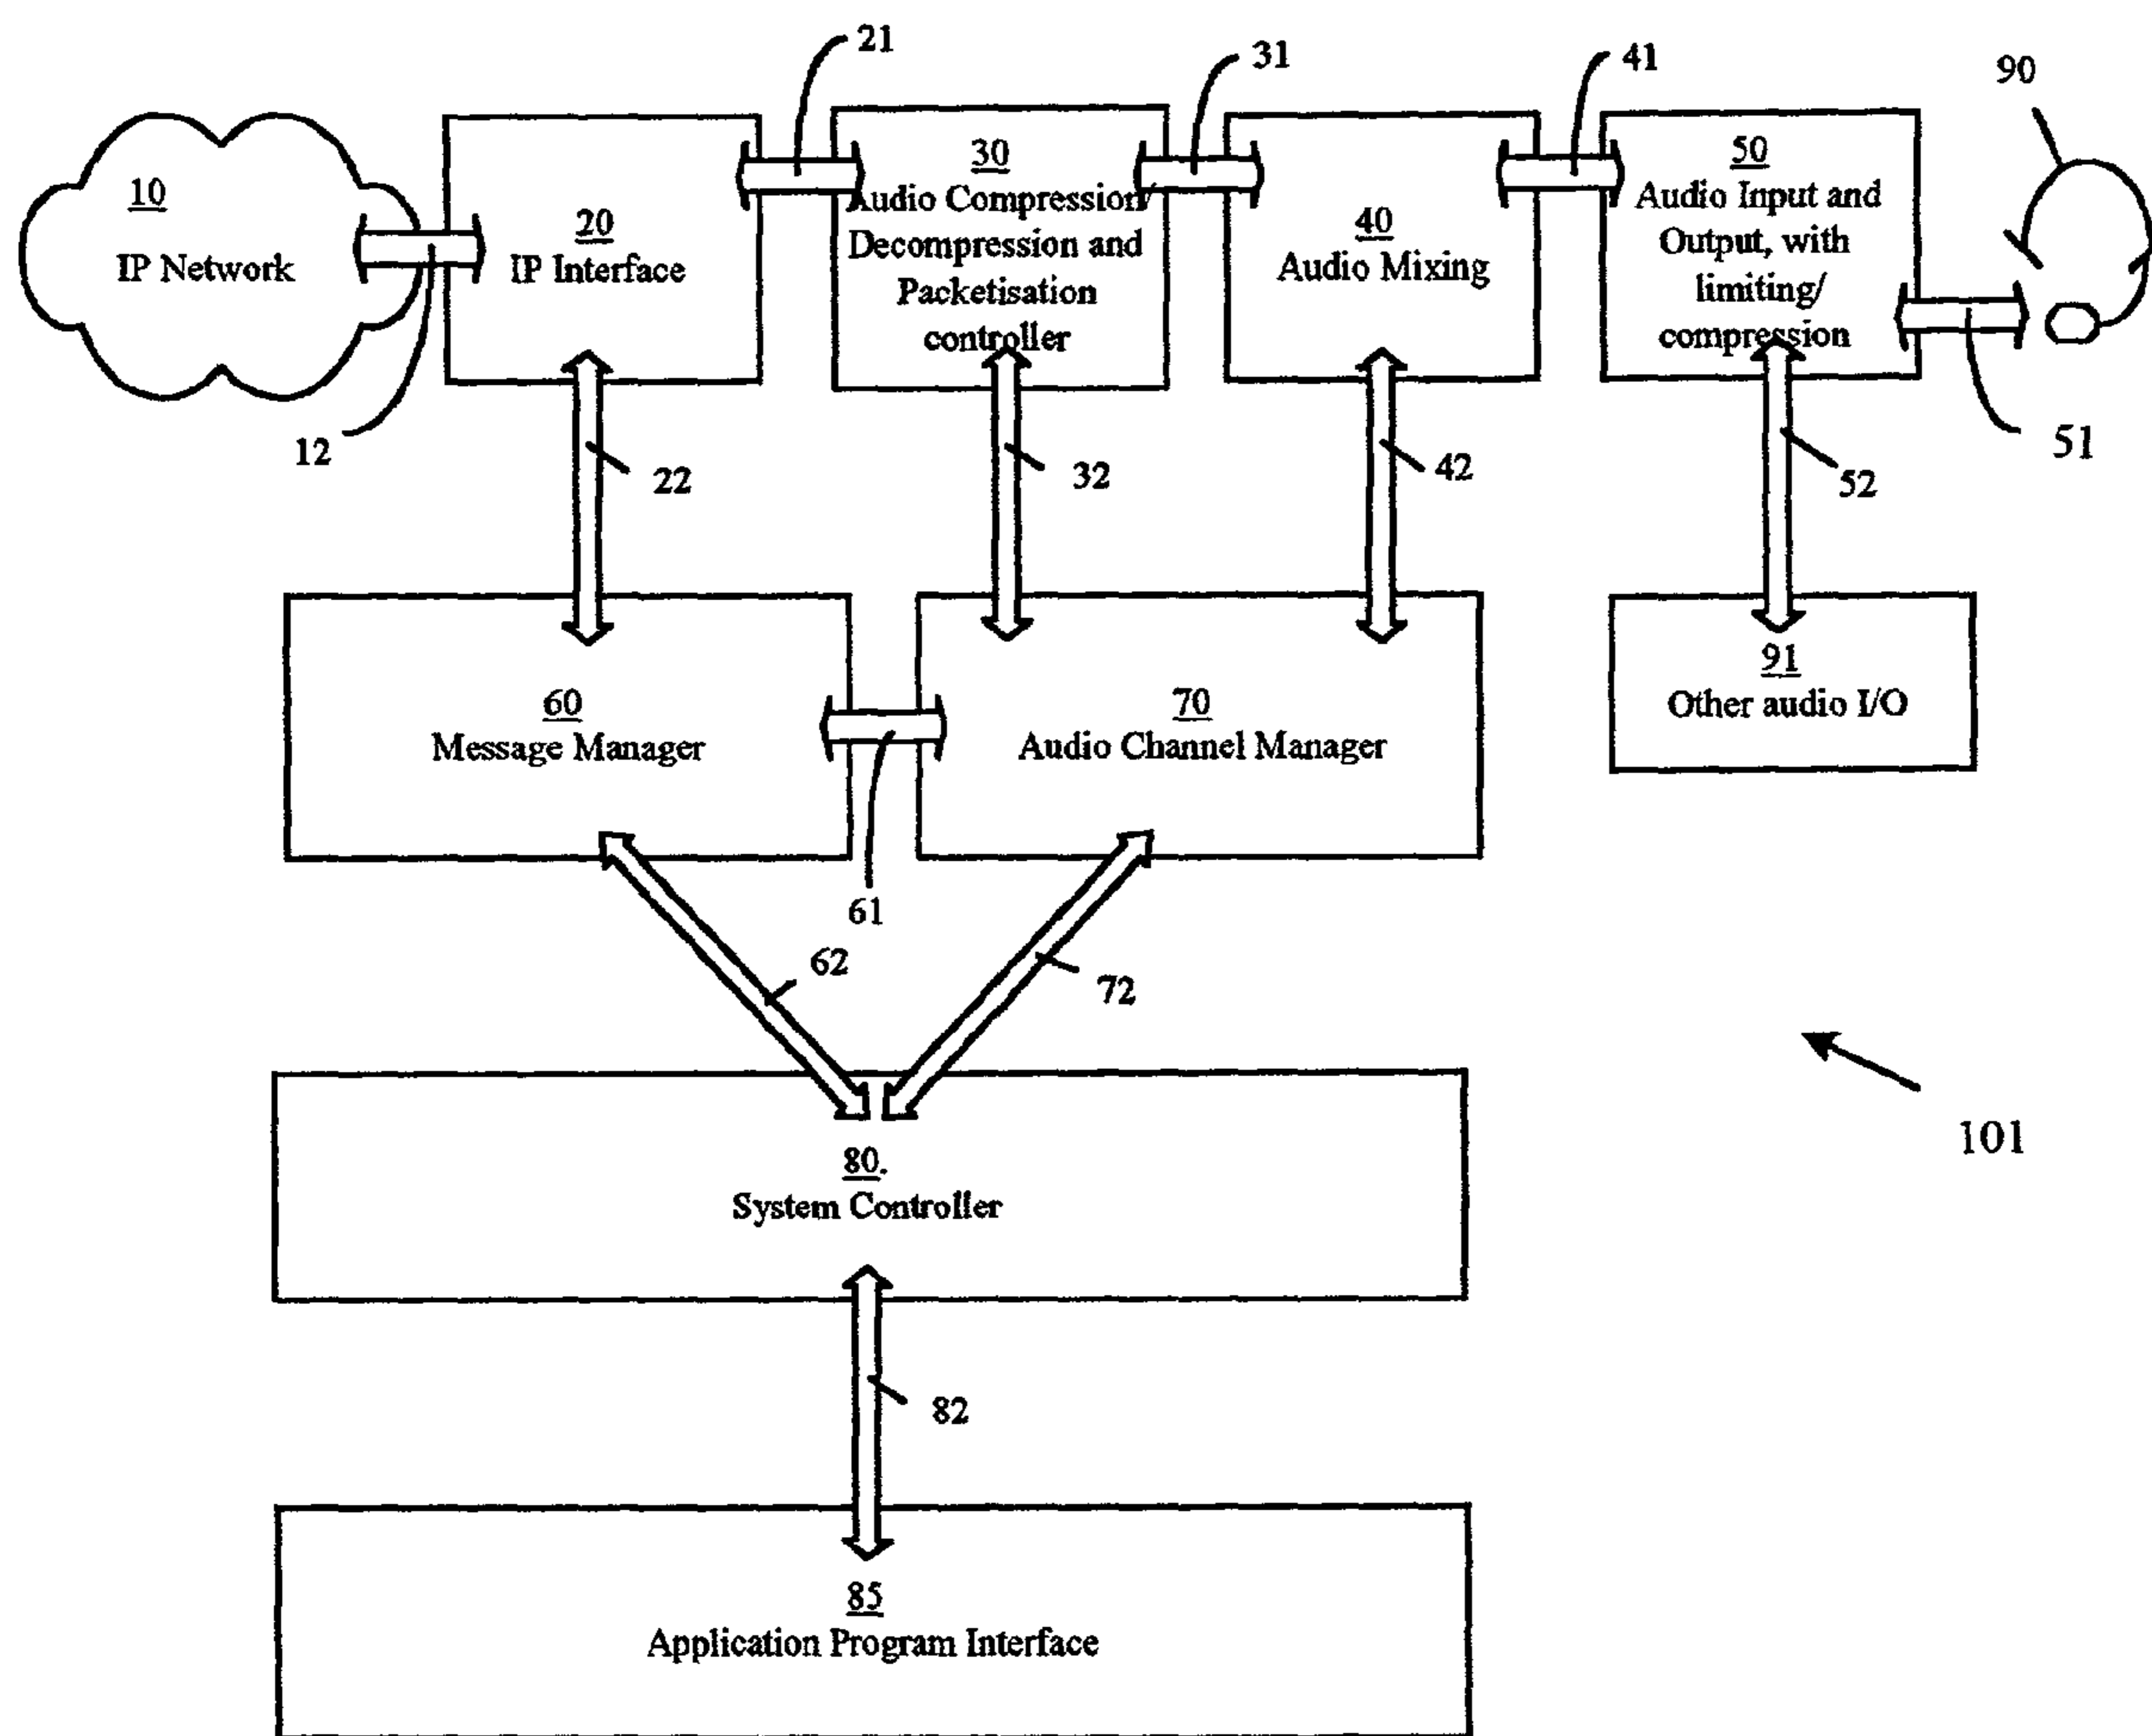 21
31
41
90
10
IP Network
20
IP Interface
30
Audio Compression/
Decompression and
Packetisation
controller
40
Audio Mixing
50
Audio Input and
Output, with
limiting/
compression
12
22
32
42
52
51
60
Message Manager
70
Audio Channel Manager
91
Other audio I/O
61
62
72
101
80.
System Controller
82
85
Application Program Interface